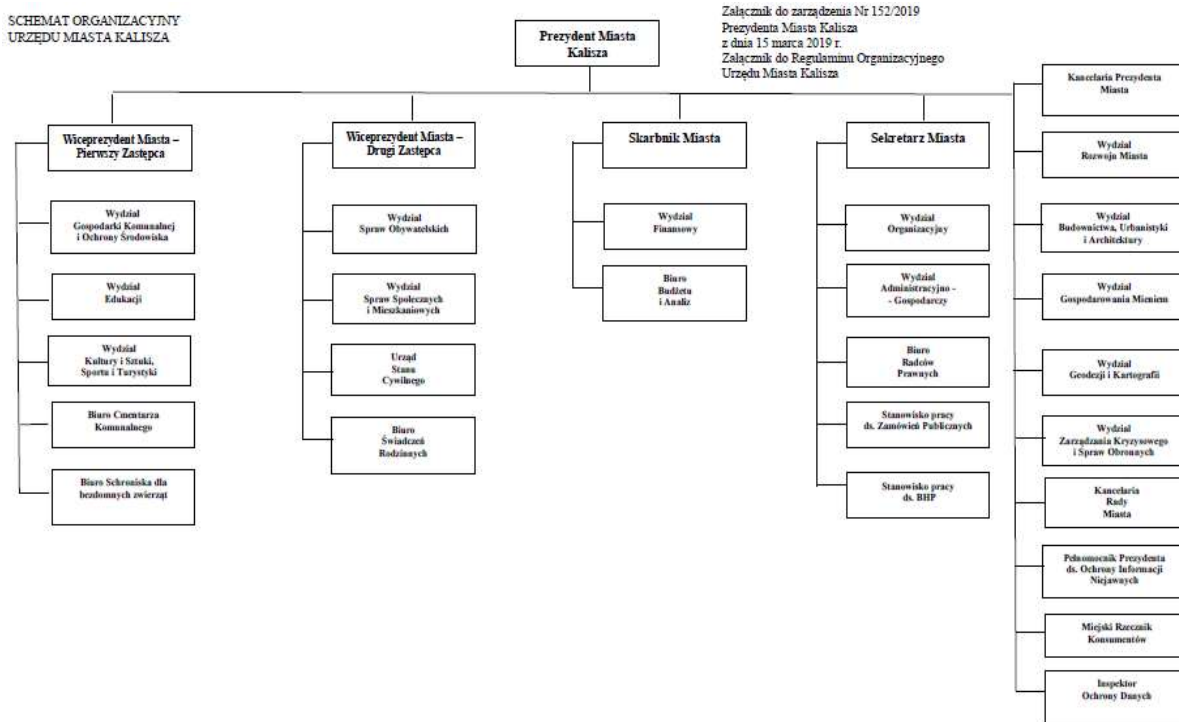 SCHEMAT ORGANIZACYJNY
URZĘDU MIASTA KALISZA
Załącznik do zarządzenia Nr 152/2019
Prezydenta Miasta Kalisza
z dnia 15 marca 2019 r.
Załącznik do Regulaminu Organizacyjnego
Urzędu Miasta Kalisza
Prezydent Miasta
Kalisza
Wiceprezydent Miasta –
Pierwszy Zastępca
Wydział
Gospodarki Komunalnej
i Ochrony Środowiska
Wydział
Edukacji
Wydział
Kultury i Sztuki,
Sportu i Turystyki
Biuro Cmentarza
Komunalnego
Biuro Schroniska dla
bezdomnych zwierząt
Wiceprezydent Miasta –
Drugi Zastępca
Wydział
Spraw Obywatelskich
Wydział
Spraw Społecznych
i Mieszkaniowych
Urząd
Stanu
Cywilnego
Biuro
Świadczeń
Rodzinnych
Skarbnik Miasta
Wydział
Finansowy
Biuro
Budżetu
i Analiz
Sekretarz Miasta
Wydział
Organizacyjny
Wydział
Administracyjno -
- Gospodarczy
Biuro
Radców
Prawnych
Stanowisko pracy
ds. Zamówień Publicznych
Stanowisko pracy
ds. BHP
Kancelaria Prezydenta
Miasta
Wydział
Rozwoju Miasta
Wydział
Budownictwa, Urbanistyki
i Architektury
Wydział
Gospodarowania Mieniem
Wydział
Geodezji i Kartografii
Wydział
Zarządzania Kryzysowego
i Spraw Obronnych
Kancelaria
Rady
Miasta
Pełnomocnik Prezydenta
ds. Ochrony Informacji
Niejawnych
Miejski Rzecznik
Konsumentów
Inspektor
Ochrony Danych